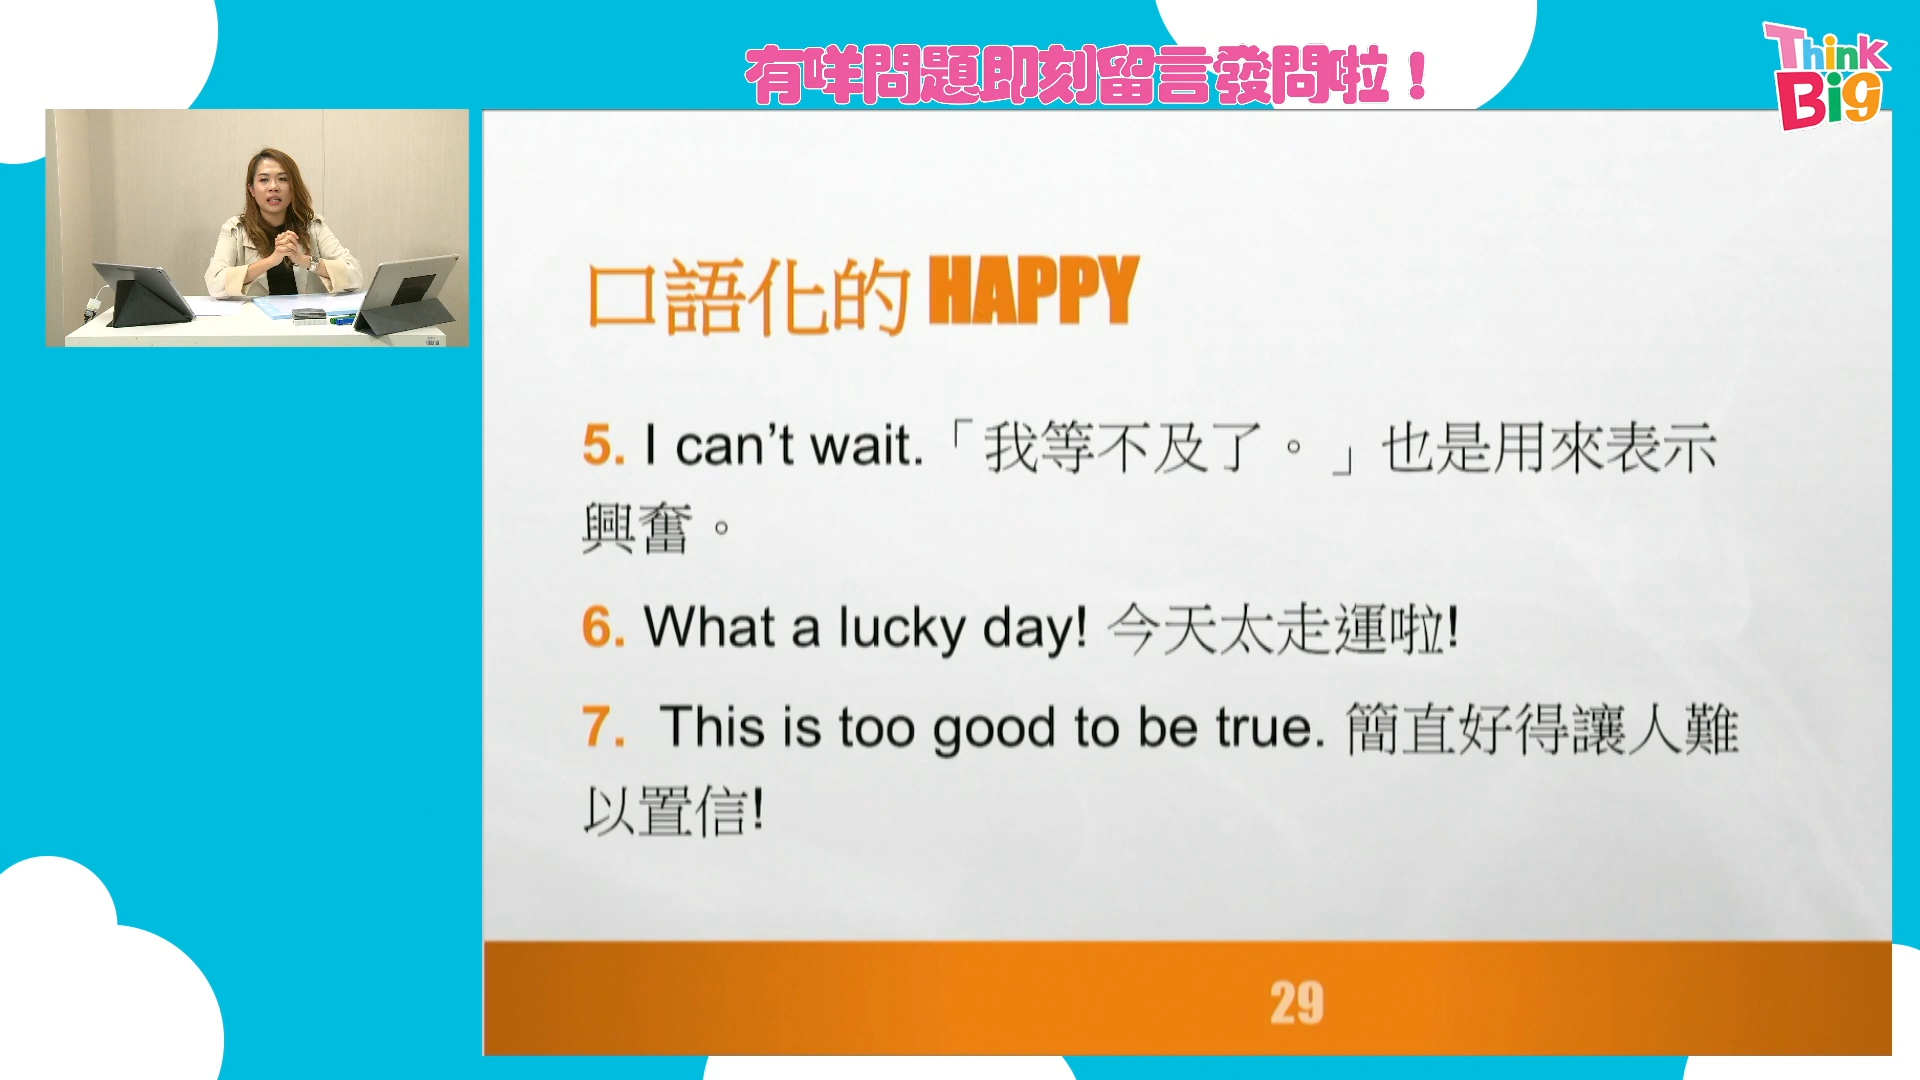 有咩問題即刻留言發問啦！
Think
Big
口語化的 HAPPY
5. I can’t wait.「我等不及了。」也是用來表示
興奮。
6. What a lucky day! 今天太走運啦!
7. This is too good to be true. 簡直好得讓人難
以置信!
29